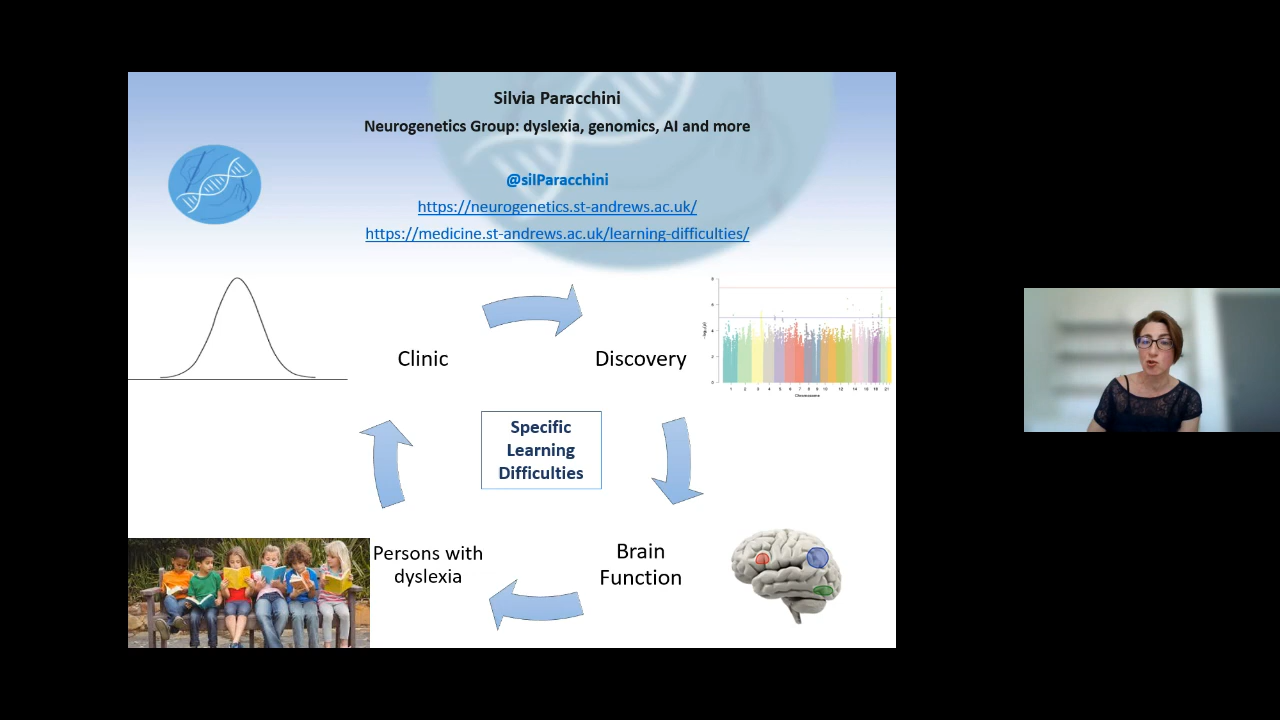 Silvia Paracchini
Neurogenetics Group: dyslexia, genomics, AI and more
@silParacchini
https://neurogenetics.st-andrews.ac.uk/
https://medicine.st-andrews.ac.uk/learning-difficulties/
Clinic
Discovery
Specific
Learning
Difficulties
Persons with
dyslexia
Brain
Function
Chromosome